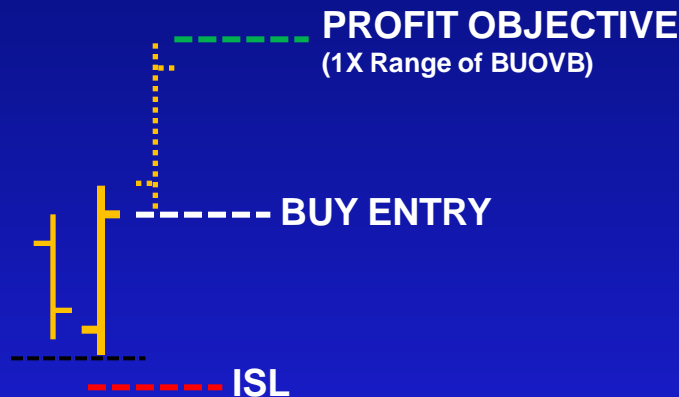 PROFIT OBJECTIVE
(1X Range of BUOVB)
BUY ENTRY
ISL